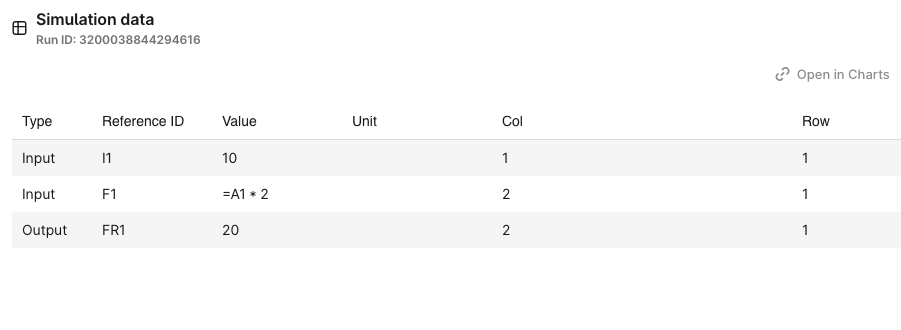 Simulation data
Run ID: 3200038844294616
Open in Charts
Type Reference ID Value Unit Col Row
Input I1 10 1 1
Input F1 =A1 * 2 2 1
Output FR1 20 2 1